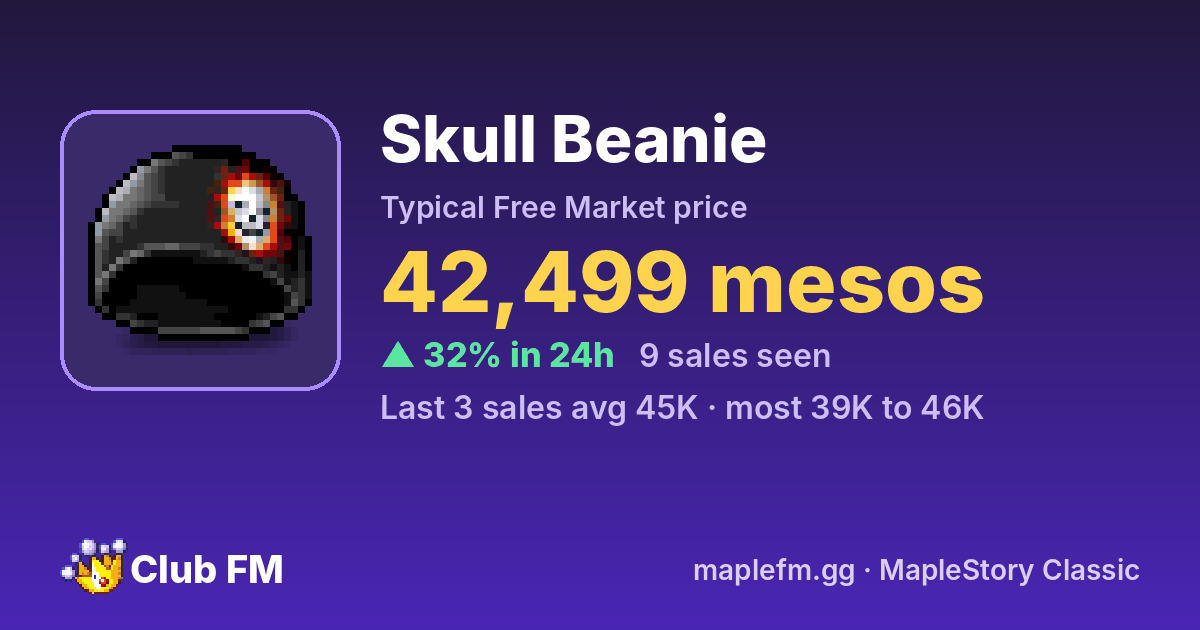 Skull Beanie
Typical Free Market price
42,499 mesos
▲ 32% in 24h 9 sales seen
Last 3 sales avg 45K · most 39K to 46K
Club FM
maplefm.gg · MapleStory Classic